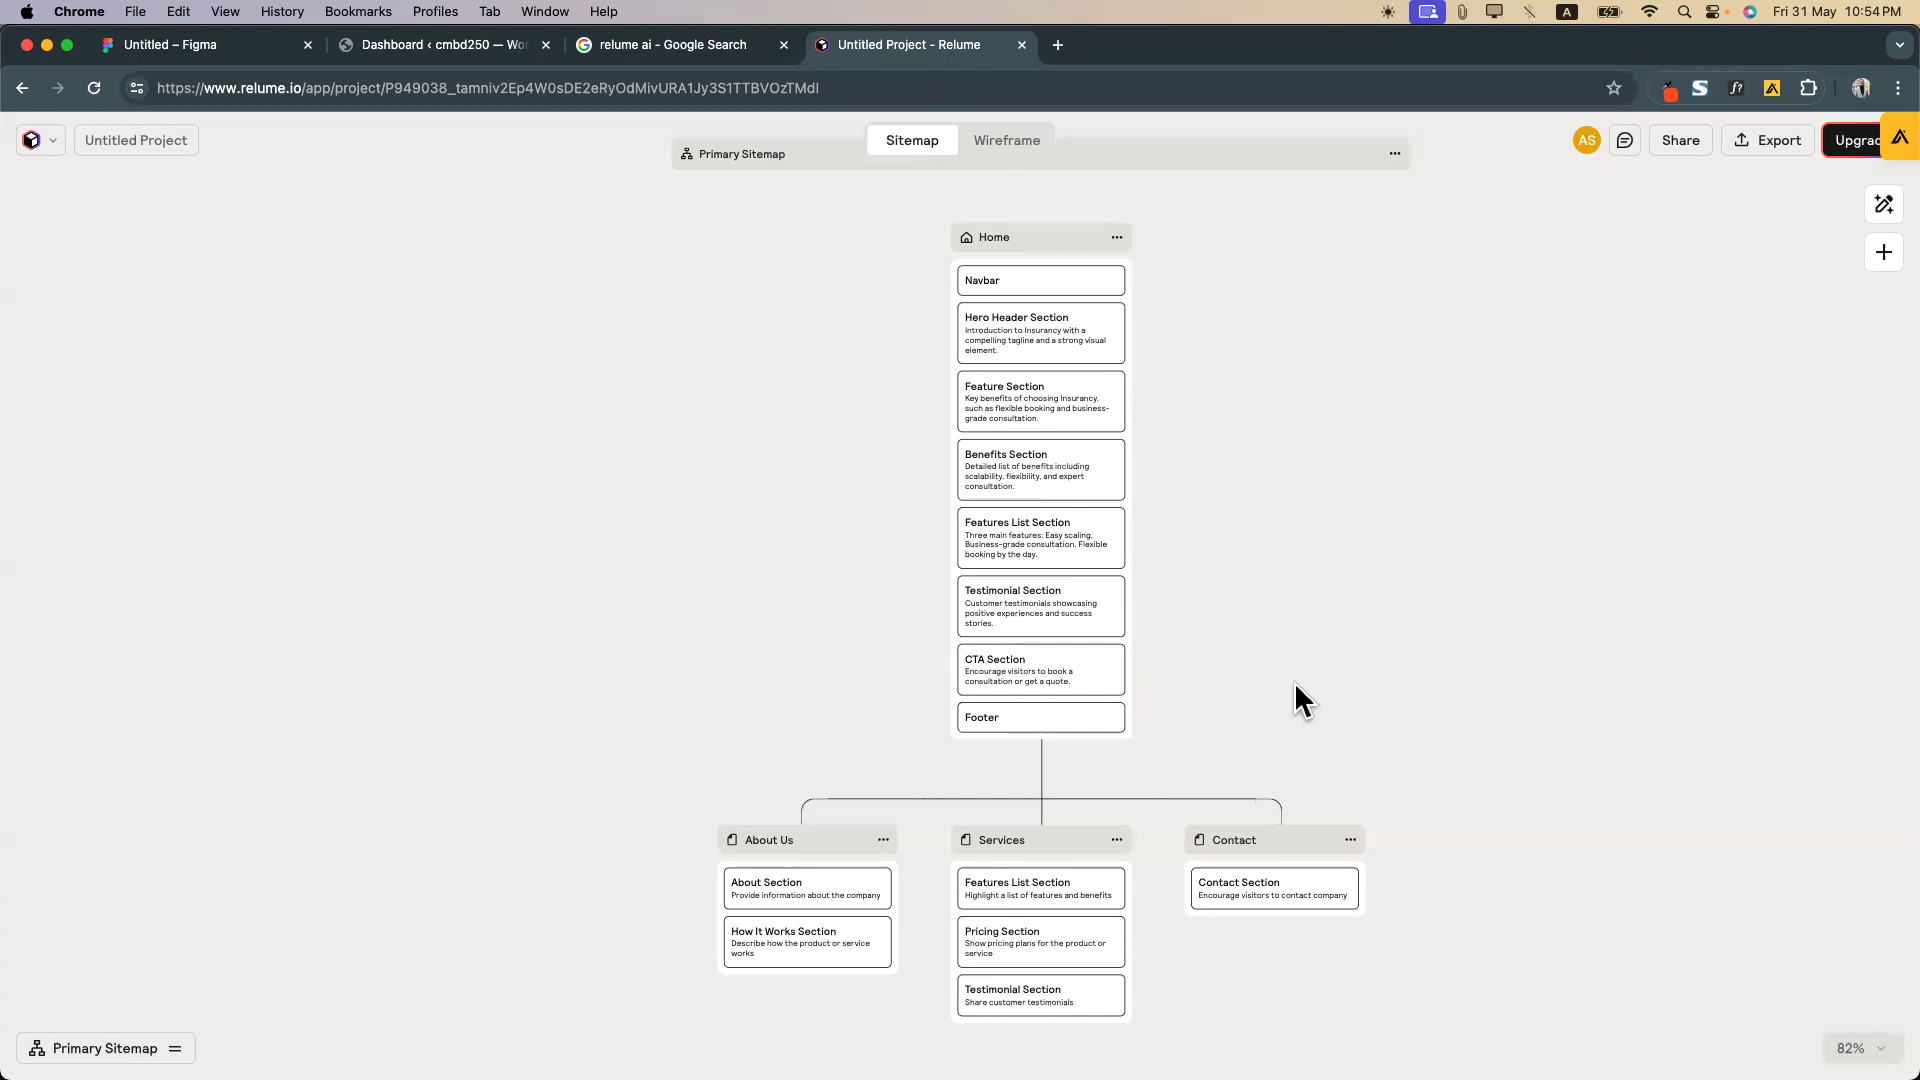 Chrome File Edit View History Bookmarks Profiles Tab Window Help A Fri 31 May 10:54 PM
Untitled – Figma Dashboard ‹ cmbd250 — Wo relume ai - Google Search Untitled Project - Relume
https://www.relume.io/app/project/P949038_tamniv2Ep4W0sDE2eRyOdMivURA1Jy3S1TTBVOzTMdI
Untitled Project Sitemap Wireframe AS Share Export Upgrad
Primary Sitemap
Home
Navbar
Hero Header Section
Introduction to Insurancy with a
compelling tagline and a strong visual
element.
Feature Section
Key benefits of choosing Insurancy,
such as flexible booking and business-
grade consultation.
Benefits Section
Detailed list of benefits including
scalability, flexibility, and expert
consultation.
Features List Section
Three main features: Easy scaling,
Business-grade consultation, Flexible
booking by the day.
Testimonial Section
Customer testimonials showcasing
positive experiences and success
stories.
CTA Section
Encourage visitors to book a
consultation or get a quote.
Footer
About Us
About Section
Provide information about the company
How It Works Section
Describe how the product or service
works
Services
Features List Section
Highlight a list of features and benefits
Pricing Section
Show pricing plans for the product or
service
Testimonial Section
Share customer testimonials
Contact
Contact Section
Encourage visitors to contact company
Primary Sitemap
82%